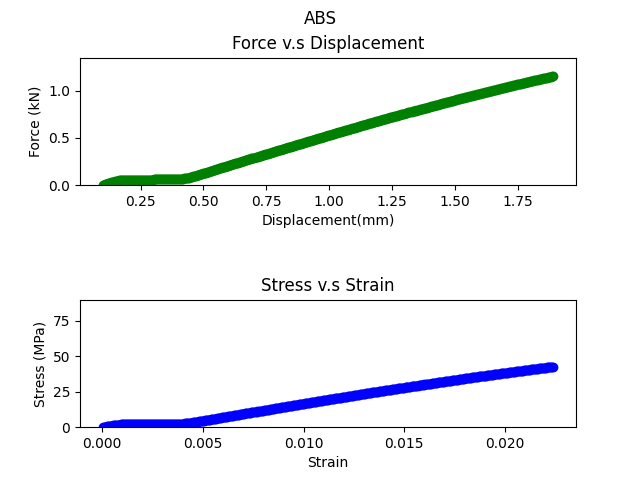 ABS
Force v.s Displacement
1.0
0.5
0.0
Force (kN)
0.25 0.50 0.75 1.00 1.25 1.50 1.75
Displacement(mm)
Stress v.s Strain
75
50
25
0
Stress (MPa)
0.000 0.005 0.010 0.015 0.020
Strain